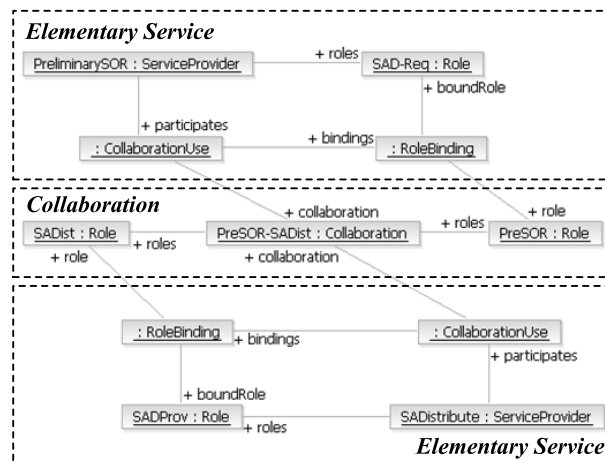 Elementary Service
PreliminarySOR : ServiceProvider
+ roles
SAD-Req : Role
+ boundRole
+ participates
: CollaborationUse
+ bindings
: RoleBinding
Collaboration
+ collaboration
+ role
SADist : Role
+ roles
PreSOR-SADist : Collaboration
+ roles
PreSOR : Role
+ role
+ collaboration
: RoleBinding
+ bindings
: CollaborationUse
+ participates
+ boundRole
SADProv : Role
+ roles
SADistribute : ServiceProvider
Elementary Service